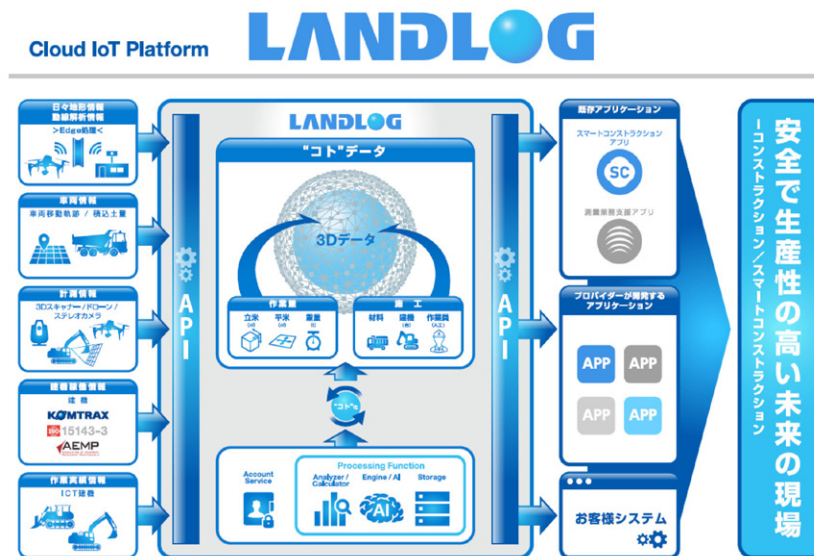 Cloud IoT Platform
LANDLOG
日々地形情報
動線解析情報
>Edge処理<
車両情報
車両移動軌跡 / 積込土量
計測情報
3Dスキャナー/ドローン/
ステレオカメラ
建機稼働情報
建機
KOMTRAX
ISO 15143-3
AEMP
作業実績情報
ICT建機
API
LANDLOG
"コト"データ
3Dデータ
作業量
立米
(㎥)
平米
(㎡)
重量
(t)
施工
材料
建機
(台)
作業員
(人工)
"コト"化
Account
Service
Processing Function
Analyzer /
Calculator
Engine / AI
AI
Storage
API
既存アプリケーション
スマートコンストラクション
アプリ
SC
測量業務支援アプリ
プロバイダーが開発する
アプリケーション
APP
APP
APP
APP
お客様システム
安全で生産性の高い未来の現場
ーコンストラクション/スマートコンストラクション